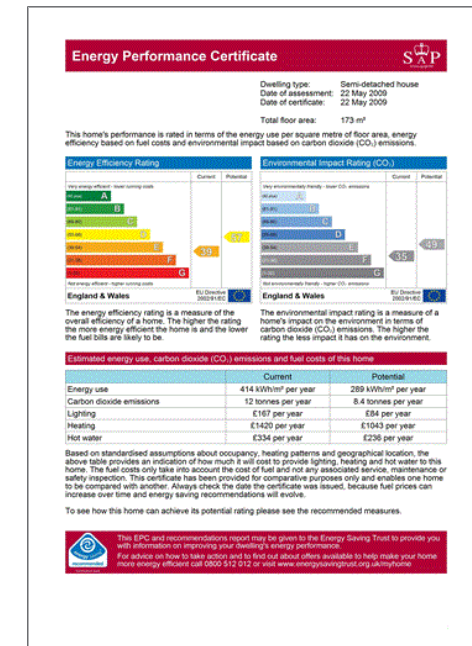 Energy Performance Certificate
SAP
Dwelling type: Semi-detached house
Date of assessment: 22 May 2009
Date of certificate: 22 May 2009
Total floor area: 173 m²
This home's performance is rated in terms of the energy use per square metre of floor area, energy
efficiency based on fuel costs and environmental impact based on carbon dioxide (CO₂) emissions.
Energy Efficiency Rating
Current Potential
Very energy efficient - lower running costs
A
B
C
D
E
F
G
39
Not energy efficient - higher running costs
England & Wales
EU Directive
2002/91/EC
The energy efficiency rating is a measure of the
overall efficiency of a home. The higher the rating
the more energy efficient the home is and the lower
the fuel bills are likely to be.
Environmental Impact Rating (CO₂)
Current Potential
Very environmentally friendly - lower CO₂ emissions
A
B
C
D
E
F
G
35
49
Not environmentally friendly - higher CO₂ emissions
England & Wales
EU Directive
2002/91/EC
The environmental impact rating is a measure of a
home's impact on the environment in terms of
carbon dioxide (CO₂) emissions. The higher the
rating the less impact it has on the environment.
Estimated energy use, carbon dioxide (CO₂) emissions and fuel costs of this home
Current Potential
Energy use 414 kWh/m² per year 289 kWh/m² per year
Carbon dioxide emissions 12 tonnes per year 8.4 tonnes per year
Lighting £167 per year £84 per year
Heating £1420 per year £1043 per year
Hot water £334 per year £236 per year
Based on standardised assumptions about occupancy, heating patterns and geographical location, the
above table provides an indication of how much it will cost to provide lighting, heating and hot water to this
home. The fuel costs only take into account the cost of fuel and not any associated service, maintenance or
safety inspection. This certificate has been provided for comparative purposes only and enables one home
to be compared with another. Always check the date the certificate was issued, because fuel prices can
increase over time and energy saving recommendations will evolve.
To see how this home can achieve its potential rating please see the recommended measures.
This EPC and recommendations report may be given to the Energy Saving Trust to provide you
with information on improving your dwelling's energy performance.
For advice on how to take action and to find out about offers available to help make your home
more energy efficient call 0800 512 012 or visit www.energysavingtrust.org.uk/myhome
recommended